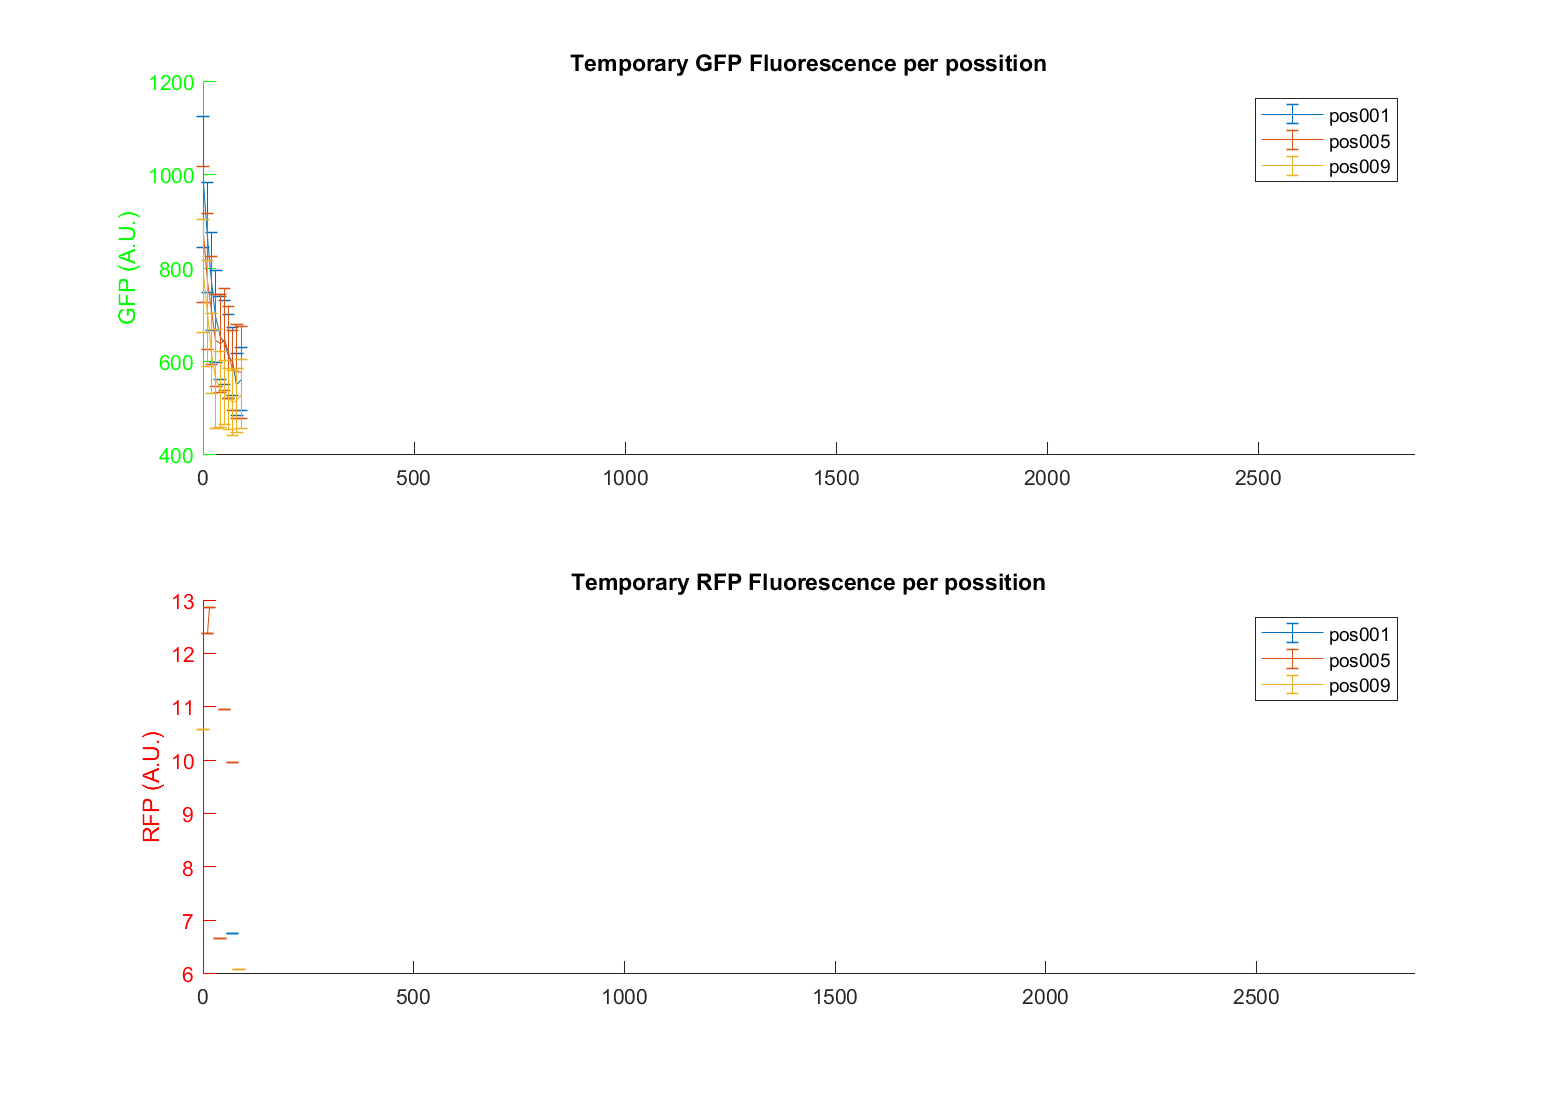 Temporary GFP Fluorescence per possition
GFP (A.U.)
1200
1000
800
600
400
0 500 1000 1500 2000 2500
pos001
pos005
pos009
Temporary RFP Fluorescence per possition
RFP (A.U.)
13
12
11
10
9
8
7
6
0 500 1000 1500 2000 2500
pos001
pos005
pos009